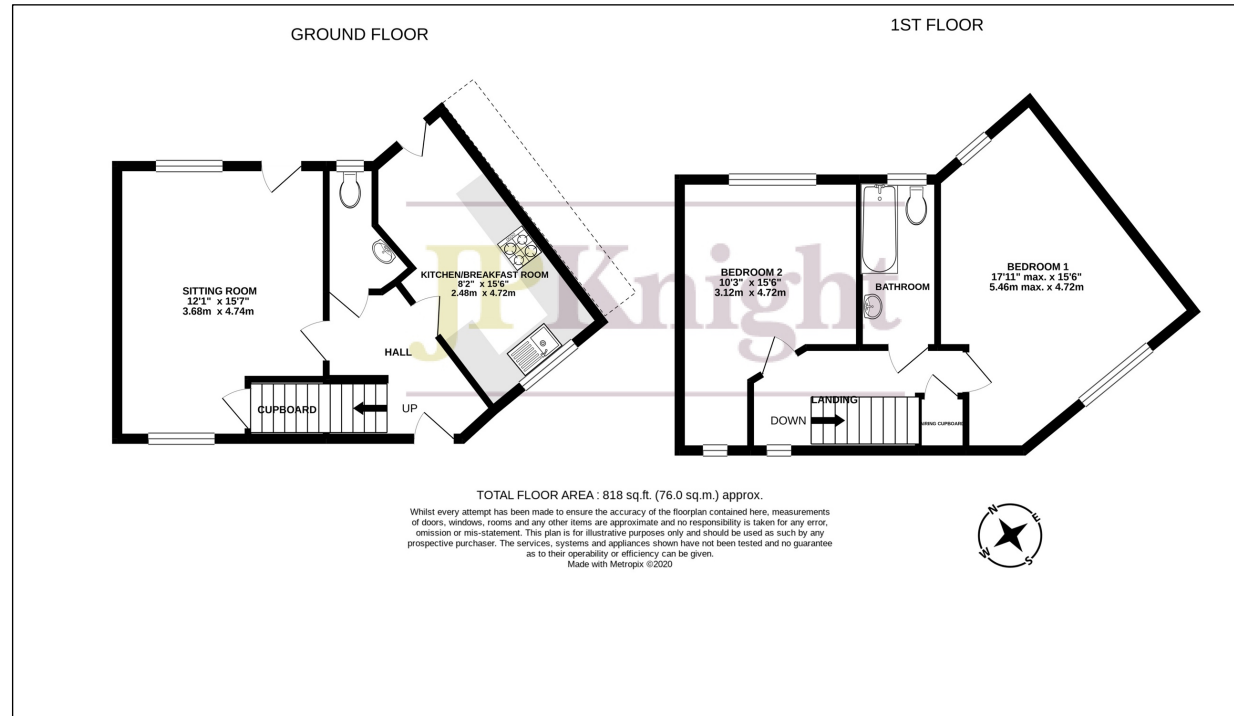 GROUND FLOOR
1ST FLOOR
SITTING ROOM
12'1" x 15'7"
3.68m x 4.74m
KITCHEN/BREAKFAST ROOM
8'2" x 15'6"
2.48m x 4.72m
HALL
CUPBOARD
UP
BEDROOM 2
10'3" x 15'6"
3.12m x 4.72m
BATHROOM
BEDROOM 1
17'11" max. x 15'6"
5.46m max. x 4.72m
LANDING
DOWN
AIRING CUPBOARD
JPKnight
TOTAL FLOOR AREA : 818 sq.ft. (76.0 sq.m.) approx.
Whilst every attempt has been made to ensure the accuracy of the floorplan contained here, measurements
of doors, windows, rooms and any other items are approximate and no responsibility is taken for any error,
omission or mis-statement. This plan is for illustrative purposes only and should be used as such by any
prospective purchaser. The services, systems and appliances shown have not been tested and no guarantee
as to their operability or efficiency can be given.
Made with Metropix ©2020
N
E
S
W